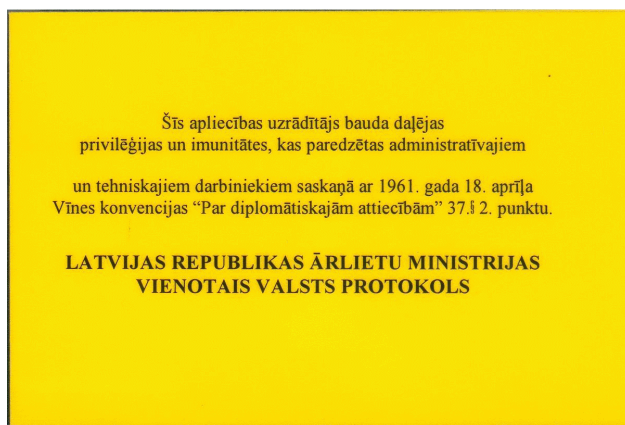 Šīs apliecības uzrādītājs bauda daļējas
privilēģijas un imunitātes, kas paredzētas administratīvajiem
un tehniskajiem darbiniekiem saskaņā ar 1961. gada 18. aprīļa
Vīnes konvencijas “Par diplomātiskajām attiecībām” 37.§ 2. punktu.
LATVIJAS REPUBLIKAS ĀRLIETU MINISTRIJAS
VIENOTAIS VALSTS PROTOKOLS